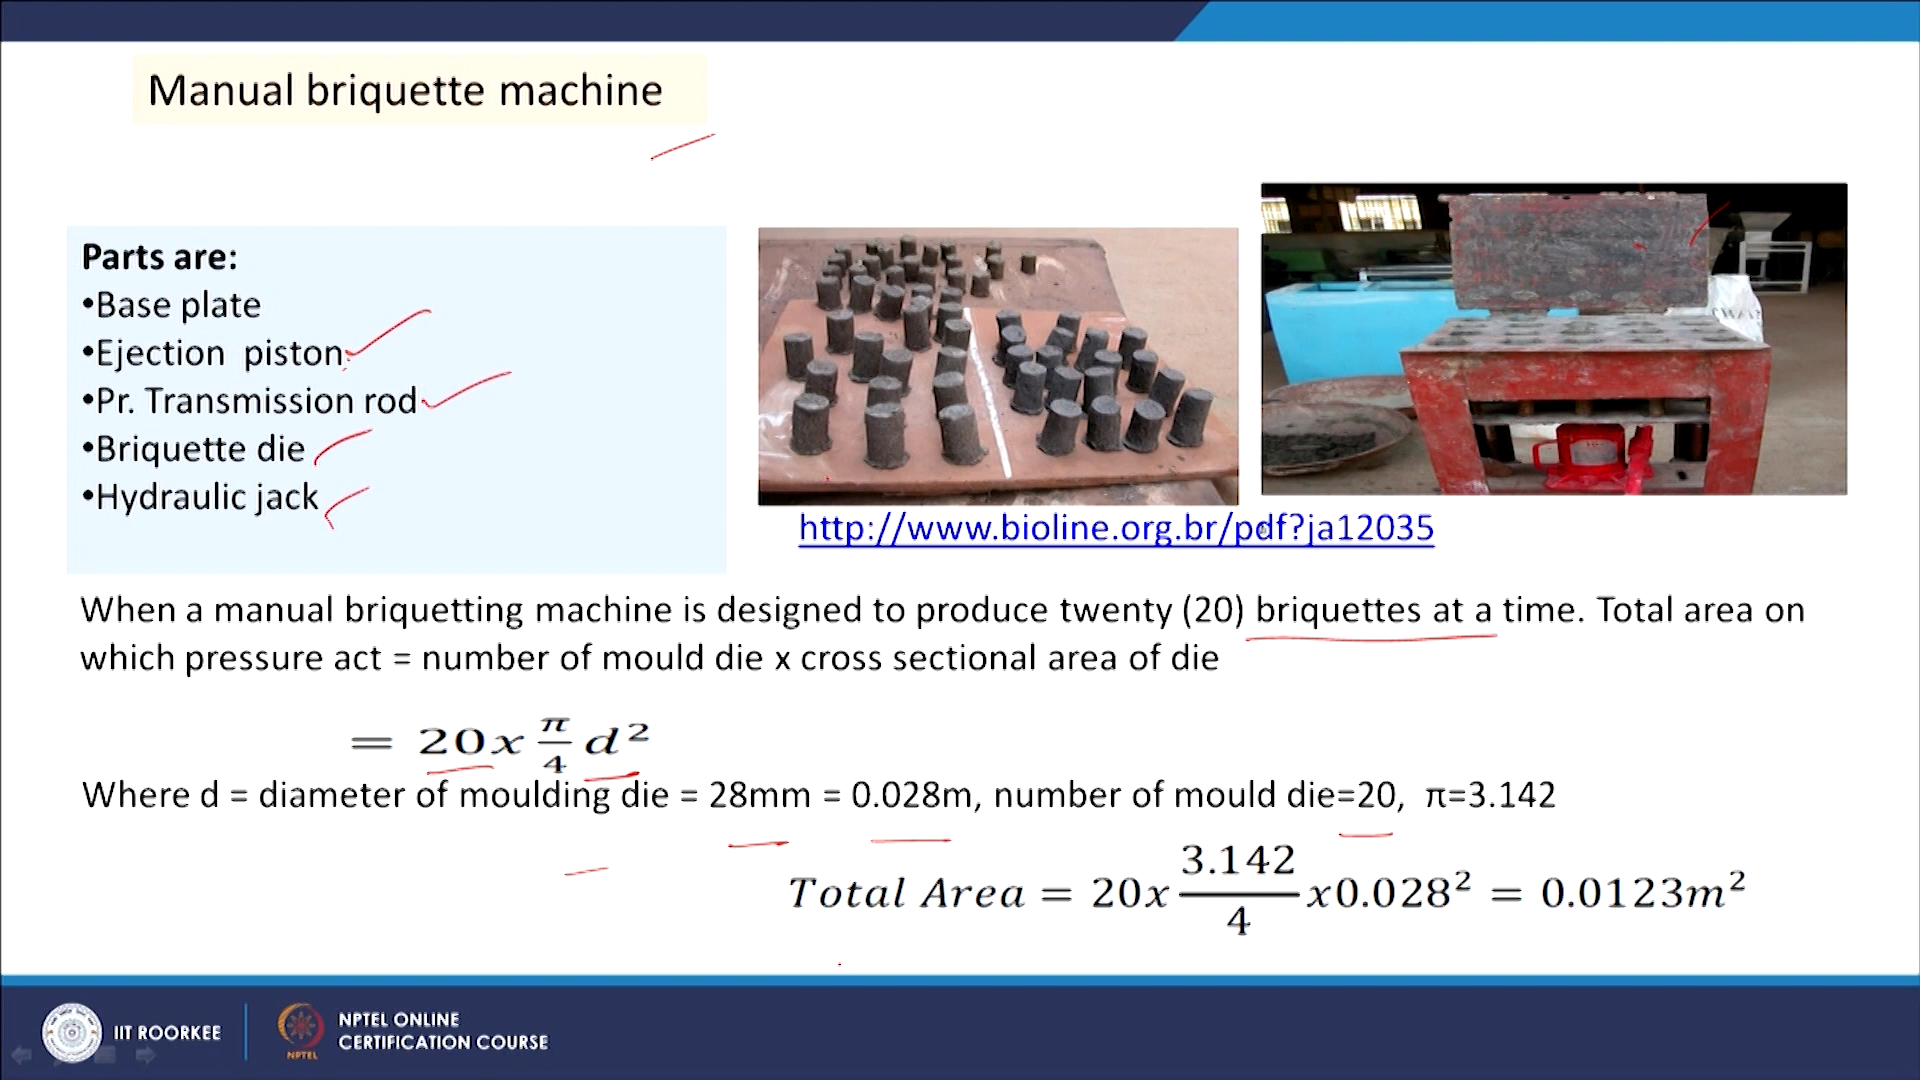 Manual briquette machine
Parts are:
•Base plate
•Ejection piston
•Pr. Transmission rod
•Briquette die
•Hydraulic jack
http://www.bioline.org.br/pdf?ja12035
When a manual briquetting machine is designed to produce twenty (20) briquettes at a time. Total area on
which pressure act = number of mould die x cross sectional area of die
= 20x π/4 d²
Where d = diameter of moulding die = 28mm = 0.028m, number of mould die=20, π=3.142
Total Area = 20x 3.142/4 x0.028² = 0.0123m²
IIT ROORKEE
NPTEL
NPTEL ONLINE
CERTIFICATION COURSE